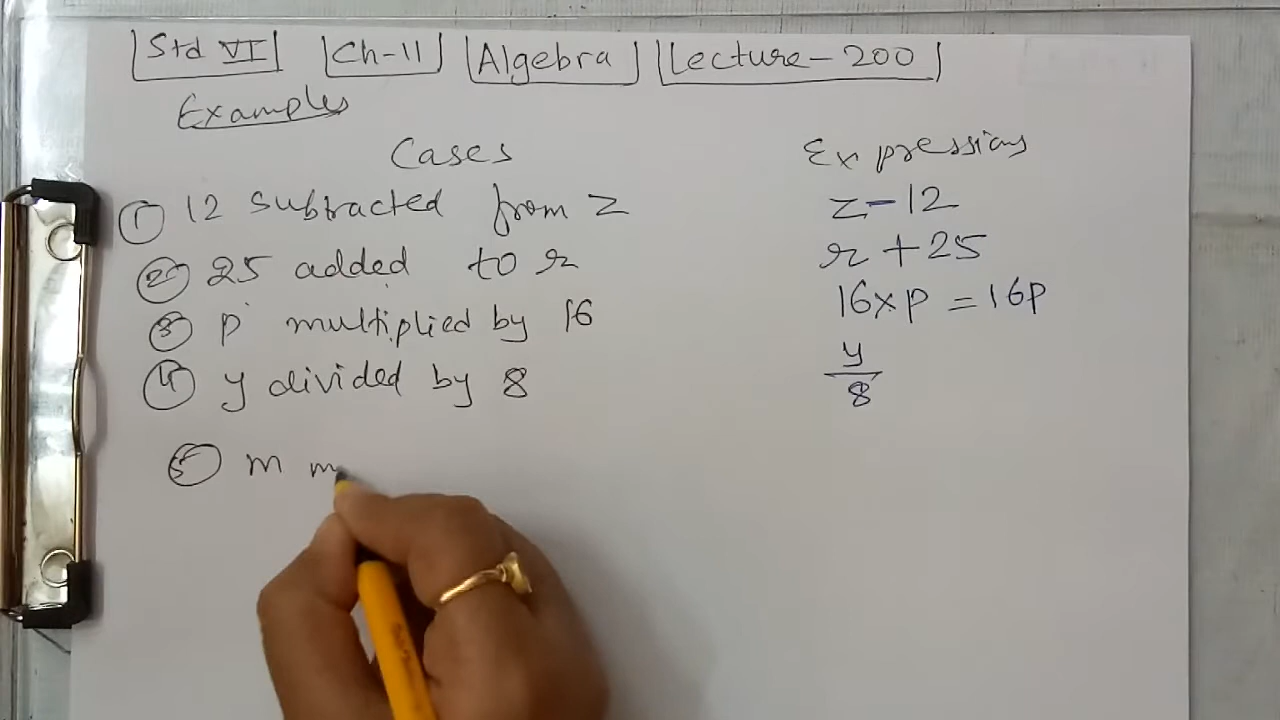 Std VI Ch-11 Algebra Lecture-200
Examples
Cases Expressions
① 12 subtracted from z z-12
② 25 added to r r+25
③ p multiplied by 16 16×p =16p
④ y divided by 8 y/8
⑤ m m